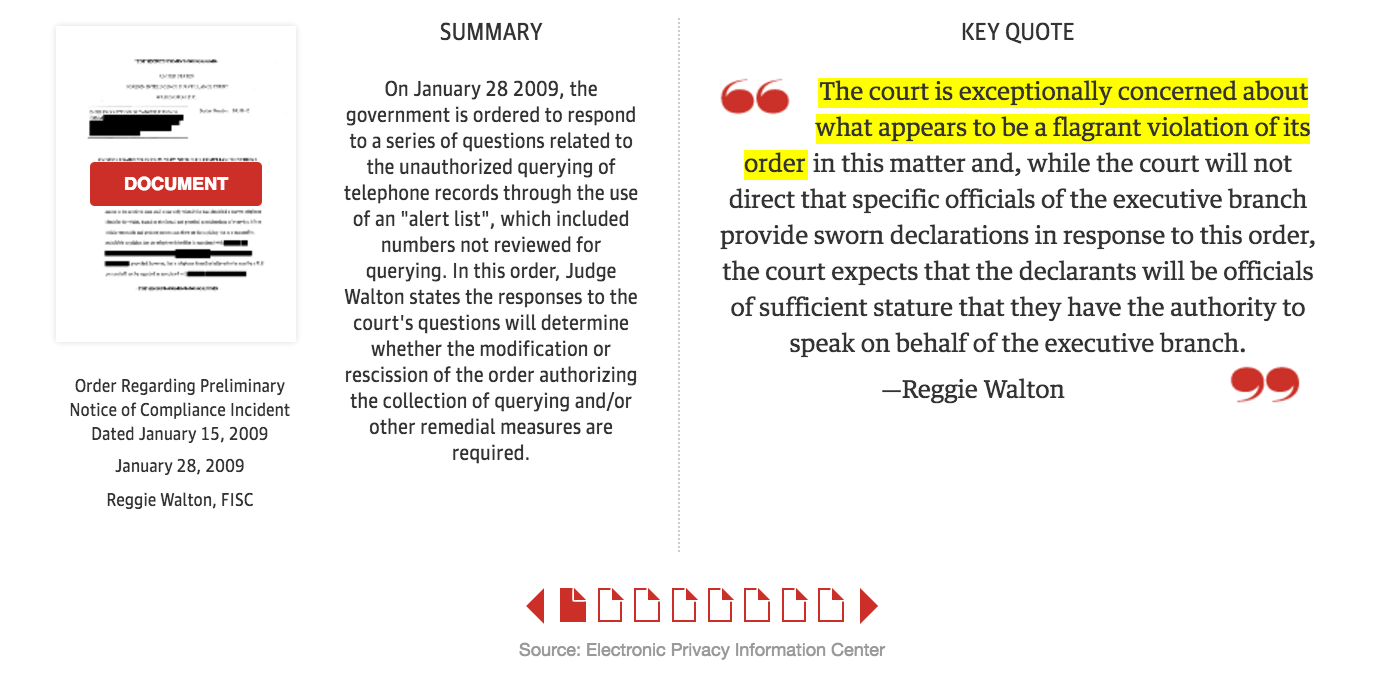 SUMMARY
On January 28 2009, the
government is ordered to respond
to a series of questions related to
the unauthorized querying of
telephone records through the use
of an "alert list", which included
numbers not reviewed for
querying. In this order, Judge
Walton states the responses to the
court's questions will determine
whether the modification or
rescission of the order authorizing
the collection of querying and/or
other remedial measures are
required.
KEY QUOTE
“ The court is exceptionally concerned about
what appears to be a flagrant violation of its
order in this matter and, while the court will not
direct that specific officials of the executive branch
provide sworn declarations in response to this order,
the court expects that the declarants will be officials
of sufficient stature that they have the authority to
speak on behalf of the executive branch.
—Reggie Walton ”
UNITED STATES
DOCUMENT
Order Regarding Preliminary
Notice of Compliance Incident
Dated January 15, 2009
January 28, 2009
Reggie Walton, FISC
Source: Electronic Privacy Information Center